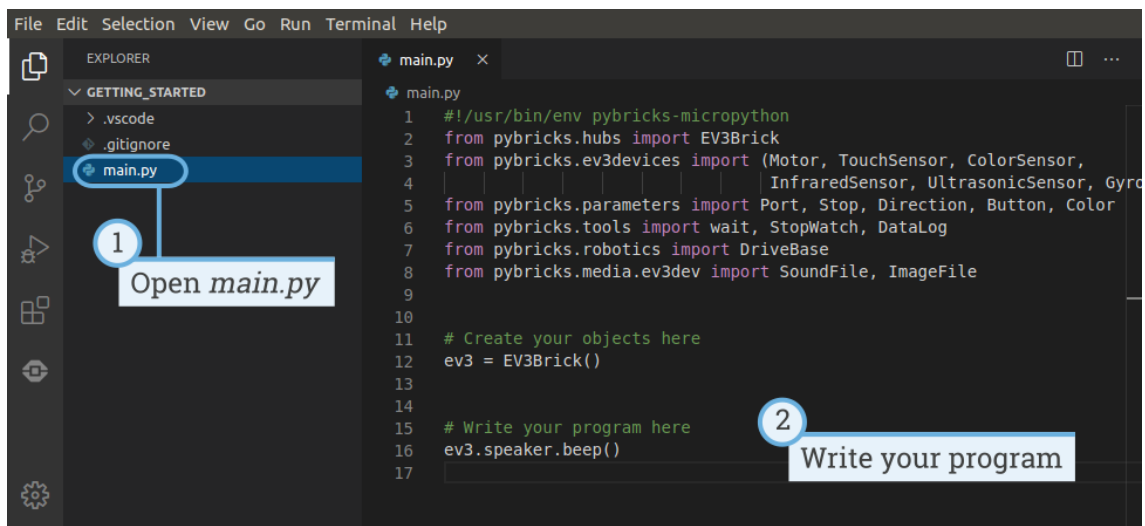 File Edit Selection View Go Run Terminal Help
EXPLORER
GETTING_STARTED
.vscode
.gitignore
main.py
1
Open main.py
main.py
main.py
1 #!/usr/bin/env pybricks-micropython
2 from pybricks.hubs import EV3Brick
3 from pybricks.ev3devices import (Motor, TouchSensor, ColorSensor,
4 InfraredSensor, UltrasonicSensor, Gyro
5 from pybricks.parameters import Port, Stop, Direction, Button, Color
6 from pybricks.tools import wait, StopWatch, DataLog
7 from pybricks.robotics import DriveBase
8 from pybricks.media.ev3dev import SoundFile, ImageFile
9
10
11 # Create your objects here
12 ev3 = EV3Brick()
13
14
15 # Write your program here
16 ev3.speaker.beep()
17
2
Write your program